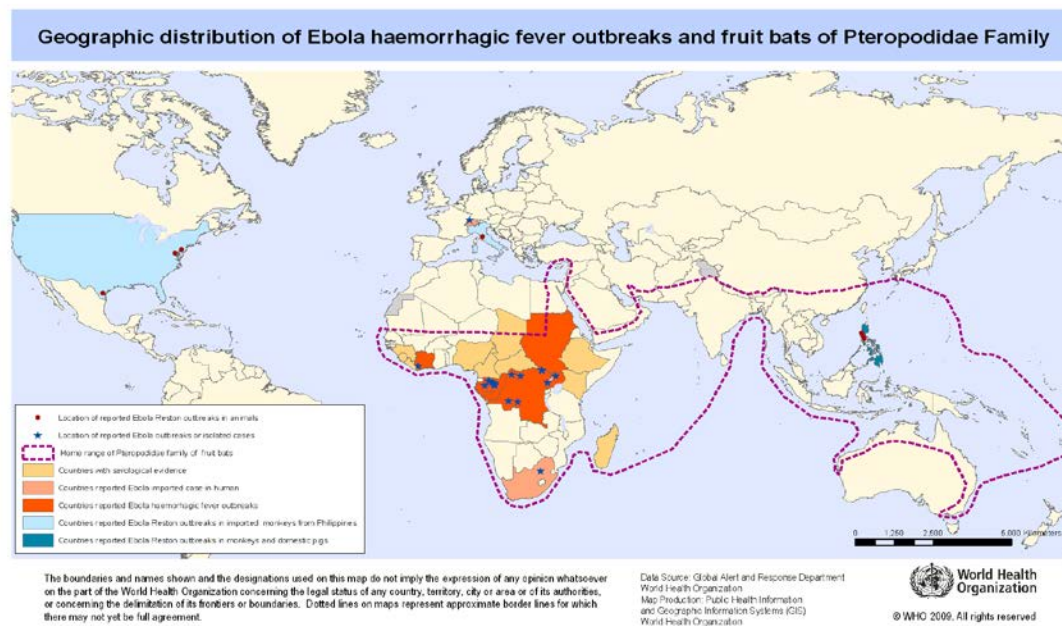 Geographic distribution of Ebola haemorrhagic fever outbreaks and fruit bats of Pteropodidae Family
Location of reported Ebola Reston outbreaks in animals
Location of reported Ebola outbreaks or isolated cases
Home range of Pteropodidae family of fruit bats
Countries with serological evidence
Countries reported Ebola imported case in human
Countries reported Ebola haemorrhagic fever outbreaks
Countries reported Ebola Reston outbreaks in imported monkeys from Philippines
Countries reported Ebola Reston outbreaks in monkeys and domestic pigs
0 1,250 2,500 5,000 Kilometers
The boundaries and names shown and the designations used on this map do not imply the expression of any opinion whatsoever
on the part of the World Health Organization concerning the legal status of any country, territory, city or area or of its authorities,
or concerning the delimitation of its frontiers or boundaries. Dotted lines on maps represent approximate border lines for which
there may not yet be full agreement.
Data Source: Global Alert and Response Department
World Health Organization
Map Production: Public Health Information
and Geographic Information Systems (GIS)
World Health Organization
World Health
Organization
© WHO 2009. All rights reserved